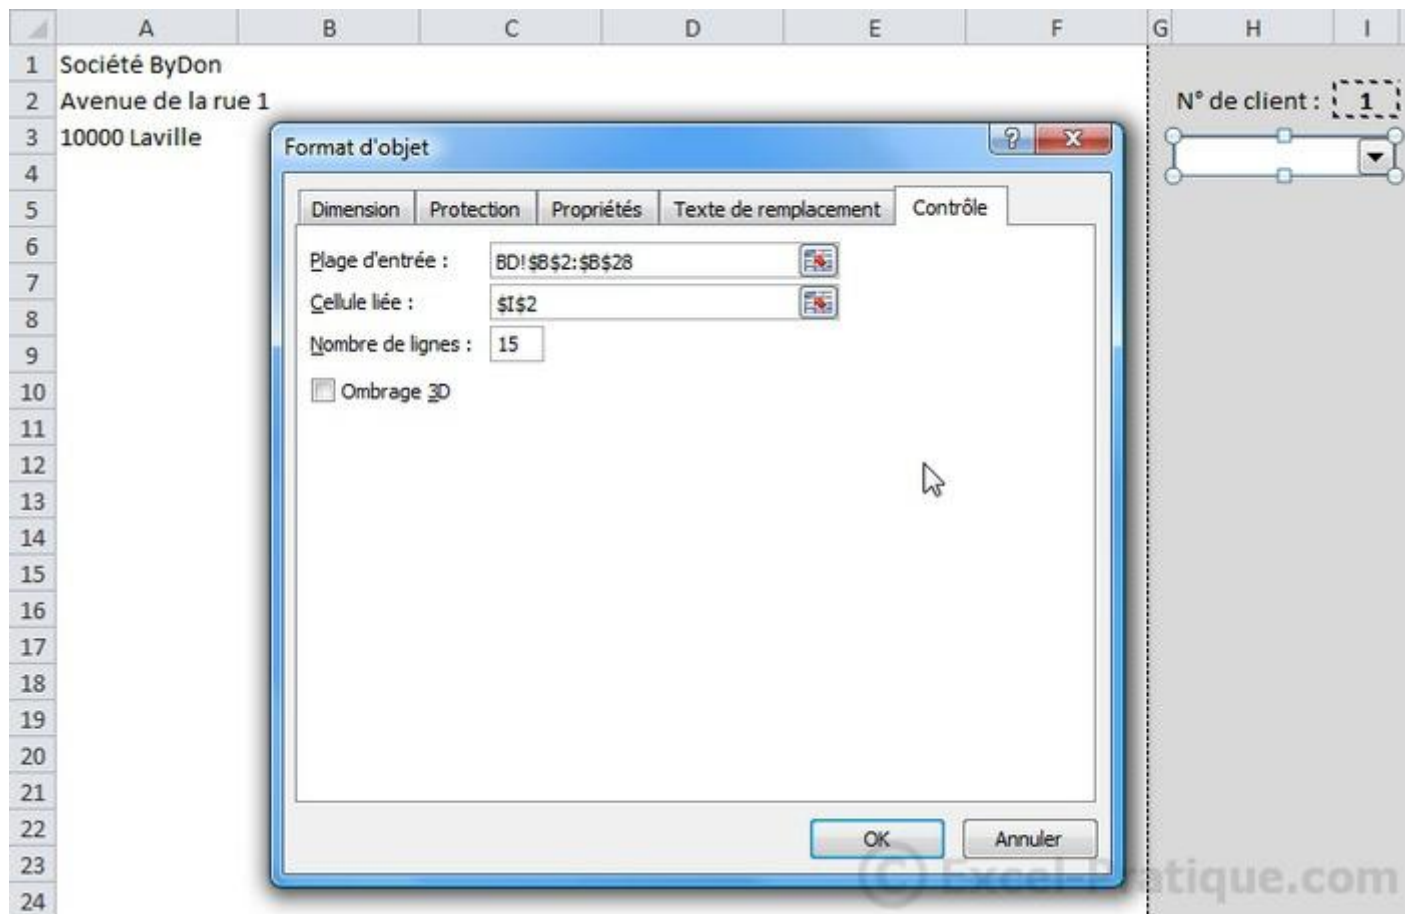 A B C D E F G H I
1 Société ByDon
2 Avenue de la rue 1 N° de client : 1
3 10000 Laville
Format d'objet
4
5 Dimension Protection Propriétés Texte de remplacement Contrôle
6 Plage d'entrée : BD!$B$2:$B$28
7
8 Cellule liée : $I$2
9 Nombre de lignes : 15
10 Ombrage 3D
11
12
13
14
15
16
17
18
19
20
21
22
OK Annuler
23
© Excel-Pratique.com
24